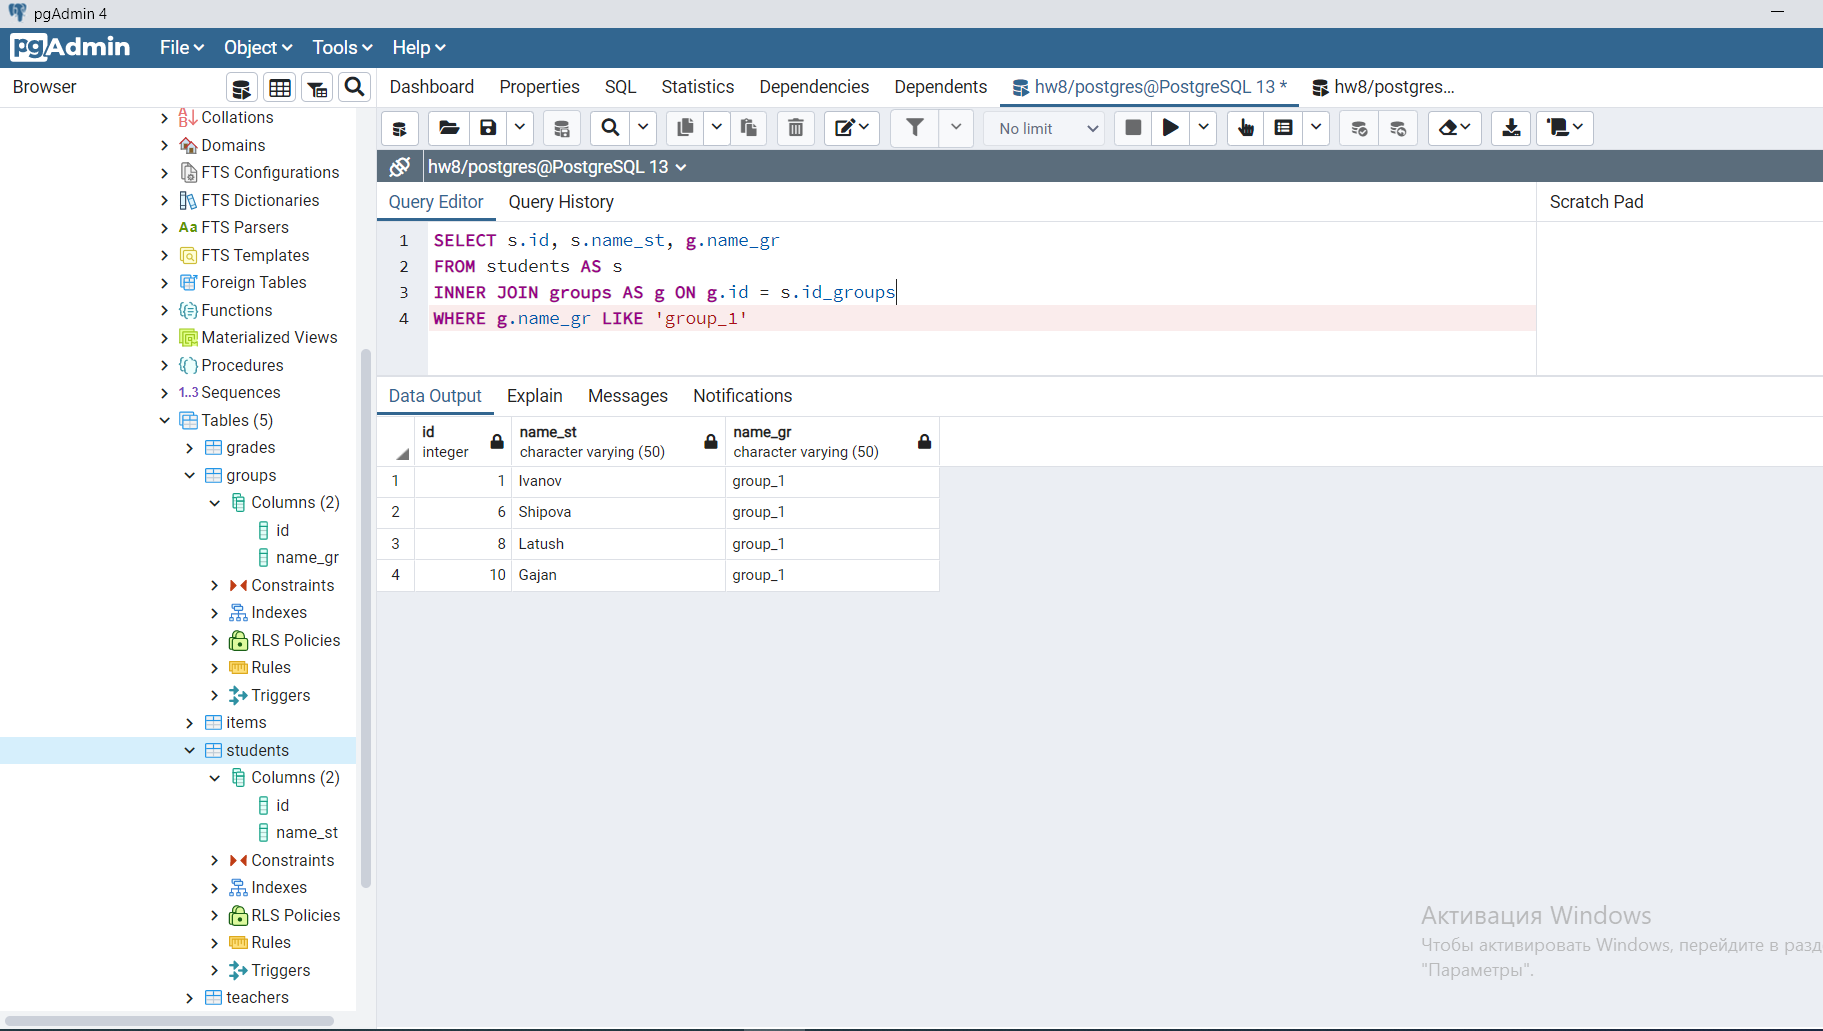 pgAdmin 4
pgAdmin
File
Object
Tools
Help
Browser
Dashboard
Properties
SQL
Statistics
Dependencies
Dependents
hw8/postgres@PostgreSQL 13 *
hw8/postgres...
No limit
hw8/postgres@PostgreSQL 13
Query Editor
Query History
Scratch Pad
1 SELECT s.id, s.name_st, g.name_gr
2 FROM students AS s
3 INNER JOIN groups AS g ON g.id = s.id_groups
4 WHERE g.name_gr LIKE 'group_1'
Data Output
Explain
Messages
Notifications
id
integer
name_st
character varying (50)
name_gr
character varying (50)
1 1 Ivanov group_1
2 6 Shipova group_1
3 8 Latush group_1
4 10 Gajan group_1
Collations
Domains
FTS Configurations
FTS Dictionaries
Aa FTS Parsers
FTS Templates
Foreign Tables
Functions
Materialized Views
Procedures
1..3 Sequences
Tables (5)
grades
groups
Columns (2)
id
name_gr
Constraints
Indexes
RLS Policies
Rules
Triggers
items
students
Columns (2)
id
name_st
Constraints
Indexes
RLS Policies
Rules
Triggers
teachers
Активация Windows
Чтобы активировать Windows, перейдите в разд
"Параметры".